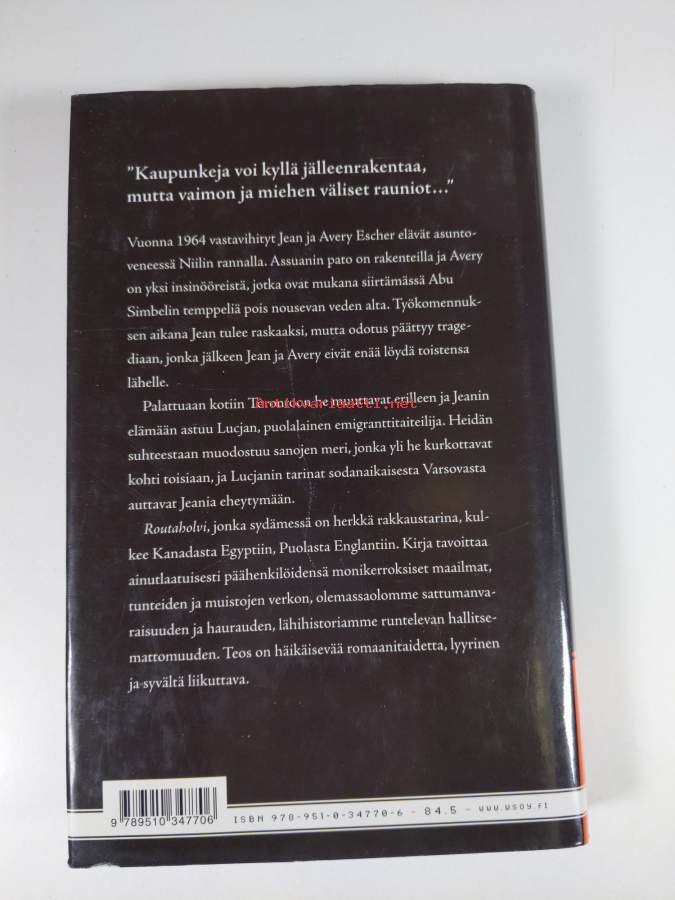 "Kaupunkeja voi kyllä jälleenrakentaa,
mutta vaimon ja miehen väliset rauniot..."
Vuonna 1964 vastavihityt Jean ja Avery Escher elävät asunto-
veneessä Niilin rannalla. Assuanin pato on rakenteilla ja Avery
on yksi insinööreistä, jotka ovat mukana siirtämässä Abu
Simbelin temppeliä pois nousevan veden alta. Työkomennuk-
sen aikana Jean tulee raskaaksi, mutta odotus päättyy trage-
diaan, jonka jälkeen Jean ja Avery eivät enää löydä toistensa
lähelle.
Palattuaan kotiin Torontoon he muuttavat erilleen ja Jeanin
antikvariaatti.net
elämään astuu Lucjan, puolalainen emigranttitaiteilija. Heidän
suhteestaan muodostuu sanojen meri, jonka yli he kurkottavat
kohti toisiaan, ja Lucjanin tarinat sodanaikaisesta Varsovasta
auttavat Jeania eheytymään.
Routaholvi, jonka sydämessä on herkkä rakkaustarina, kul-
kee Kanadasta Egyptiin, Puolasta Englantiin. Kirja tavoittaa
ainutlaatuisesti päähenkilöidensä monikerroksiset maailmat,
tunteiden ja muistojen verkon, olemassaolomme sattumanva-
raisuuden ja haurauden, lähihistoriamme runtelevan hallitse-
mattomuuden. Teos on häikäisevää romaanitaidetta, lyyrinen
ja syvältä liikuttava.
9 789510 347706
ISBN 978-951-0-34770-6 - 84.5 - WWW.WSOY.FI